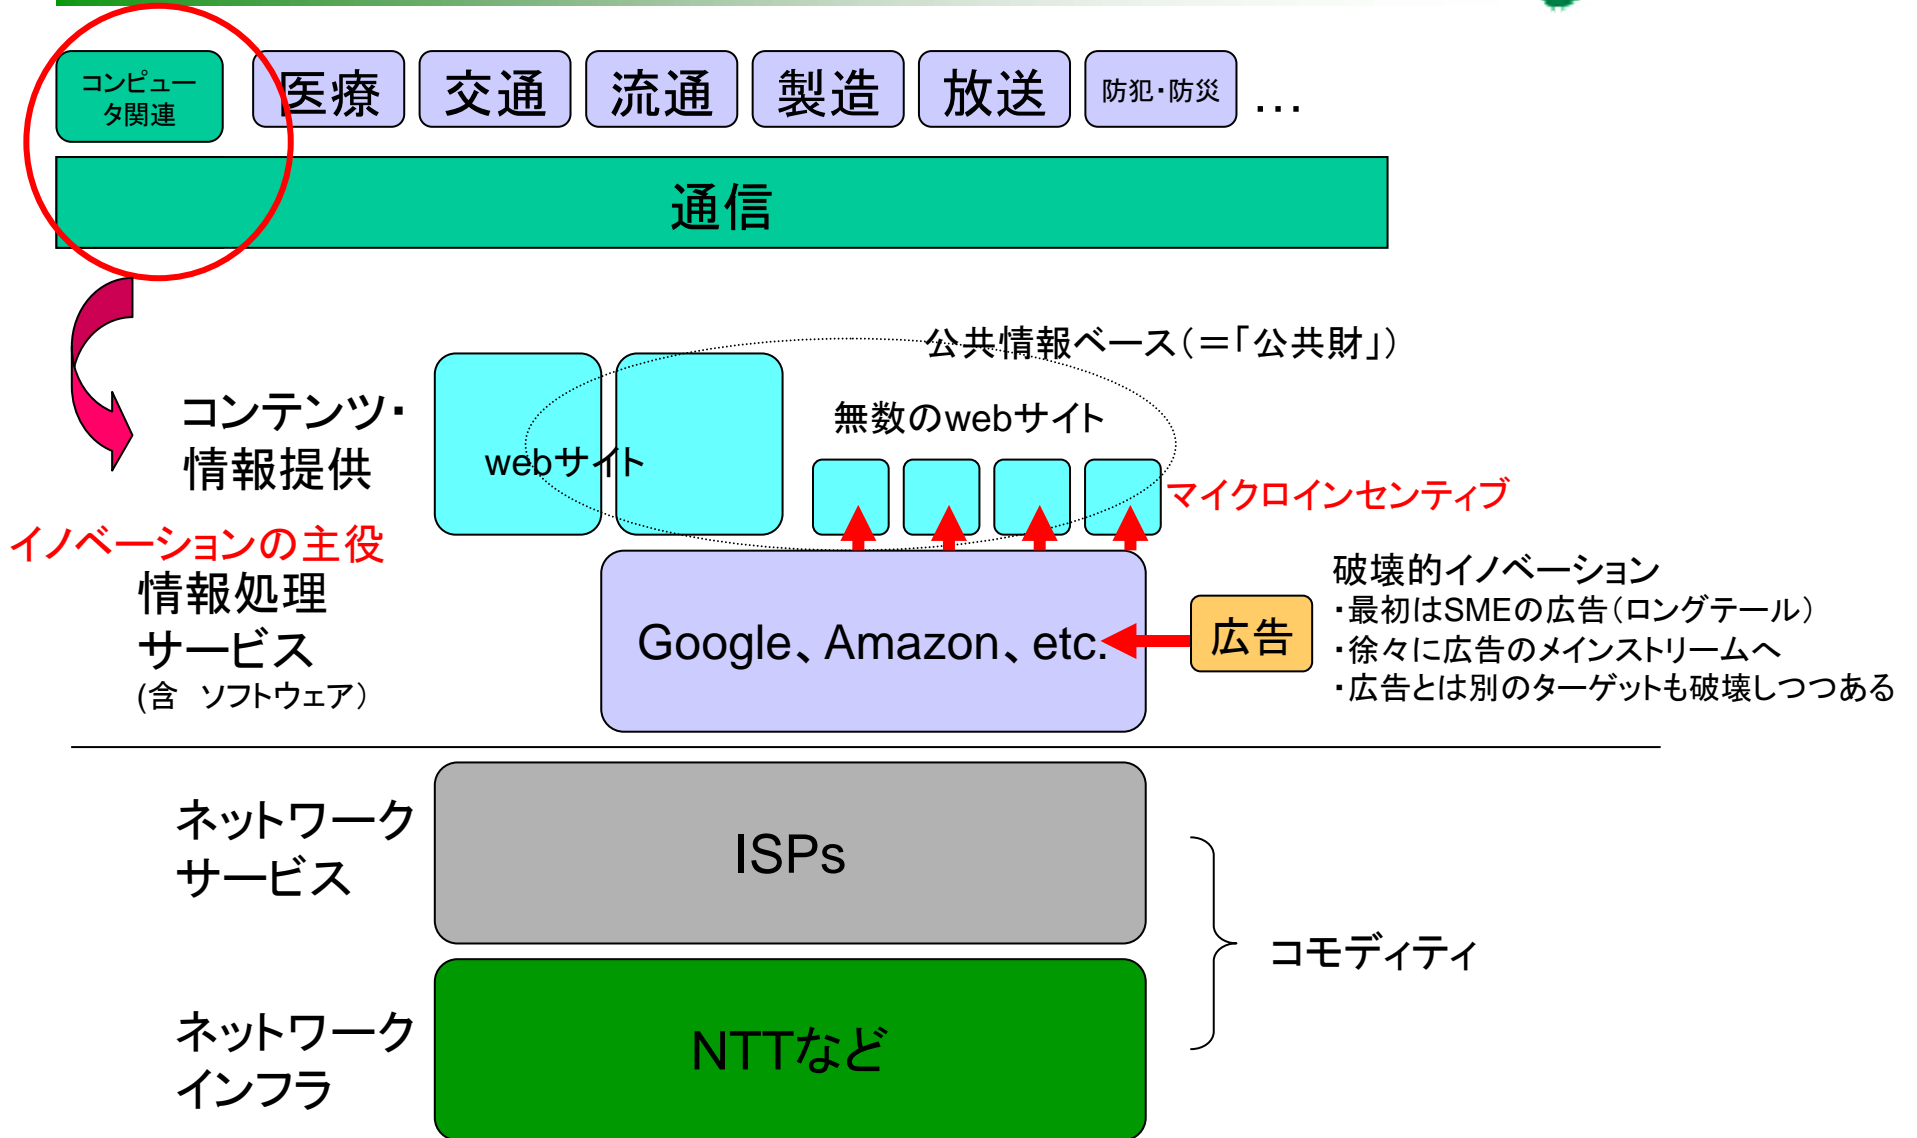 コンピュー
タ関連
医療
交通
流通
製造
放送
防犯・防災
…
通信
公共情報ベース(=「公共財」)
コンテンツ・
情報提供
webサイト
無数のwebサイト
マイクロインセンティブ
イノベーションの主役
情報処理
サービス
(含 ソフトウェア)
Google、Amazon、etc.
広告
破壊的イノベーション
・最初はSMEの広告(ロングテール)
・徐々に広告のメインストリームへ
・広告とは別のターゲットも破壊しつつある
ネットワーク
サービス
ISPs
コモディティ
ネットワーク
インフラ
NTTなど